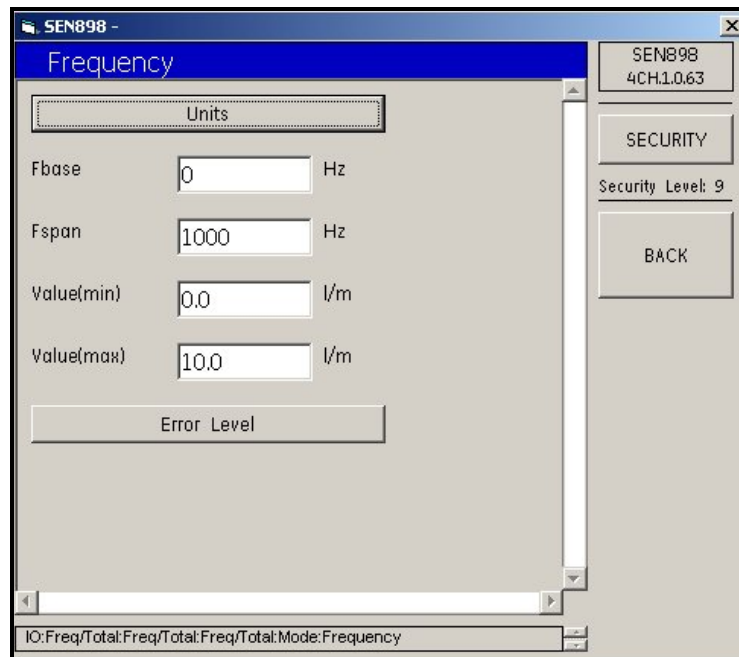 SEN898 -
Frequency
SEN898
4CH.1.0.63
Units
SECURITY
Security Level: 9
Fbase 0 Hz
Fspan 1000 Hz
BACK
Value(min) 0.0 l/m
Value(max) 10.0 l/m
Error Level
IO:Freq/Total:Freq/Total:Freq/Total:Mode:Frequency